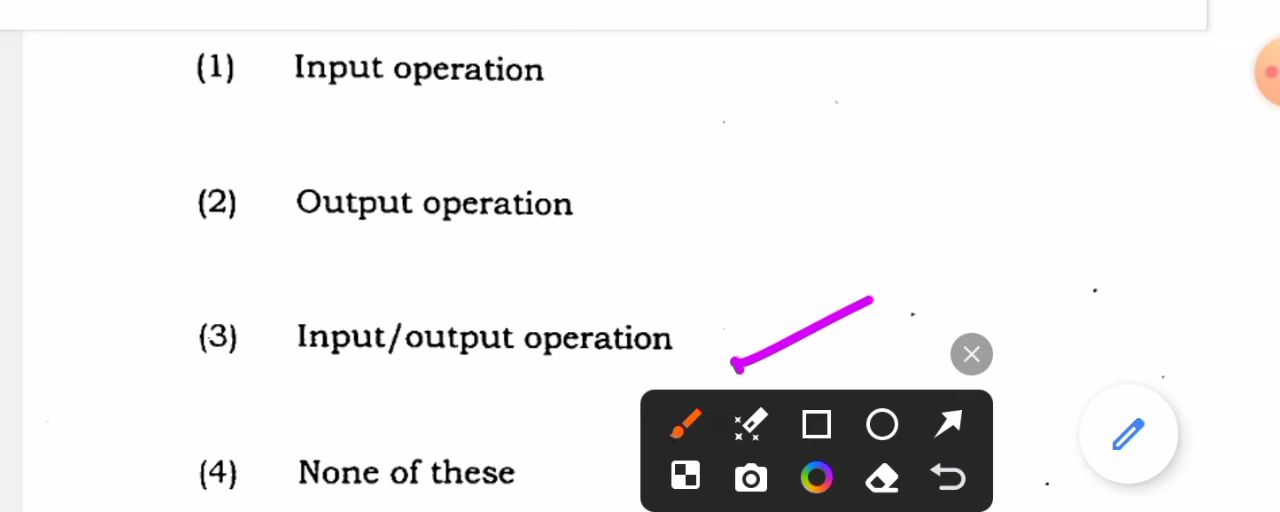 (1) Input operation
(2) Output operation
(3) Input/output operation
(4) None of these